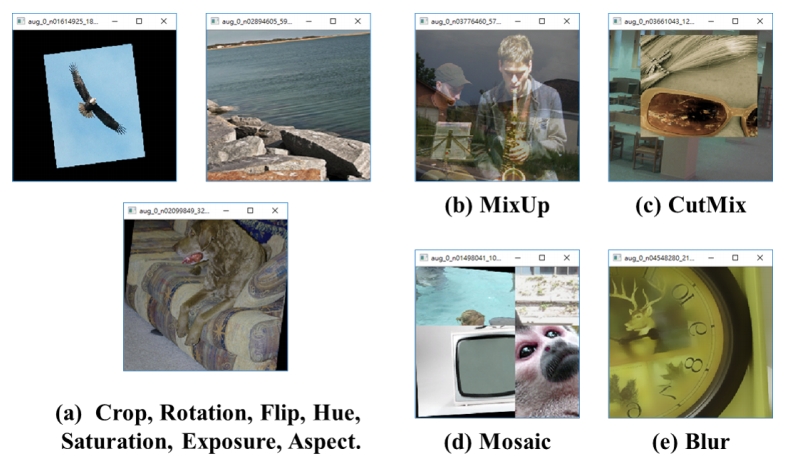 aug_0_n01614925_18...
aug_0_n02894605_59...
aug_0_n03776460_57...
aug_0_n03661043_12...
(b) MixUp
(c) CutMix
aug_0_n02099849_32...
aug_0_n01498041_10...
aug_0_n04548280_21...
(a) Crop, Rotation, Flip, Hue,
Saturation, Exposure, Aspect.
(d) Mosaic
(e) Blur